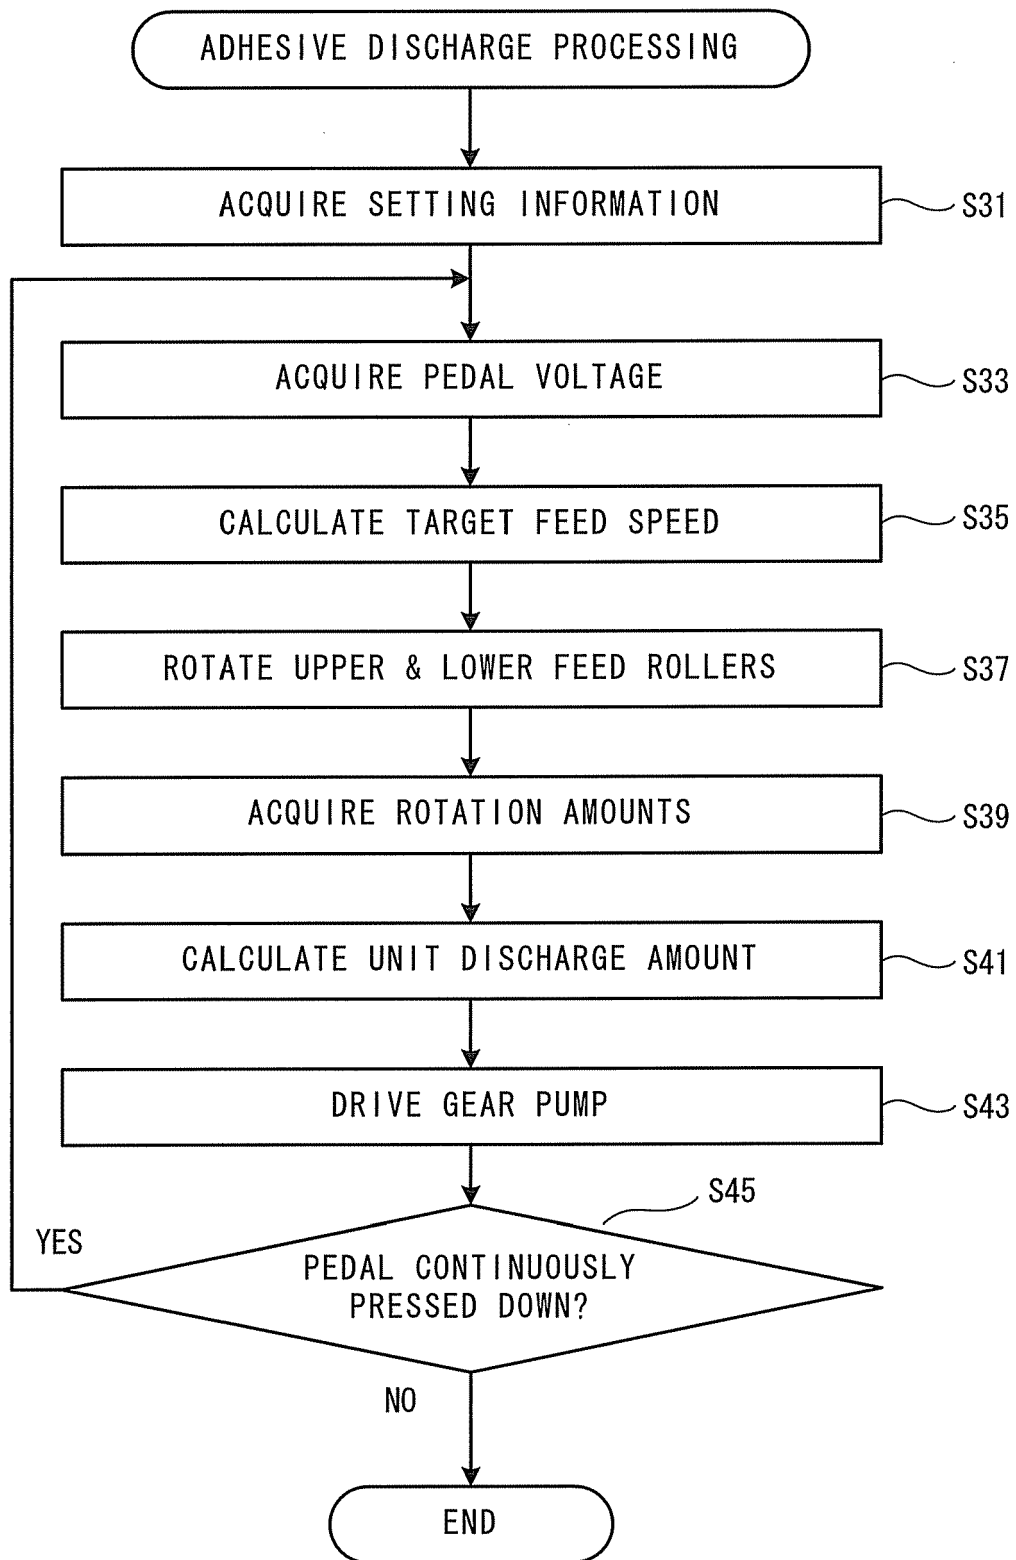 ADHESIVE DISCHARGE PROCESSING
ACQUIRE SETTING INFORMATION
S31
ACQUIRE PEDAL VOLTAGE
S33
CALCULATE TARGET FEED SPEED
S35
ROTATE UPPER & LOWER FEED ROLLERS
S37
ACQUIRE ROTATION AMOUNTS
S39
CALCULATE UNIT DISCHARGE AMOUNT
S41
DRIVE GEAR PUMP
S43
S45
YES
PEDAL CONTINUOUSLY
PRESSED DOWN?
NO
END